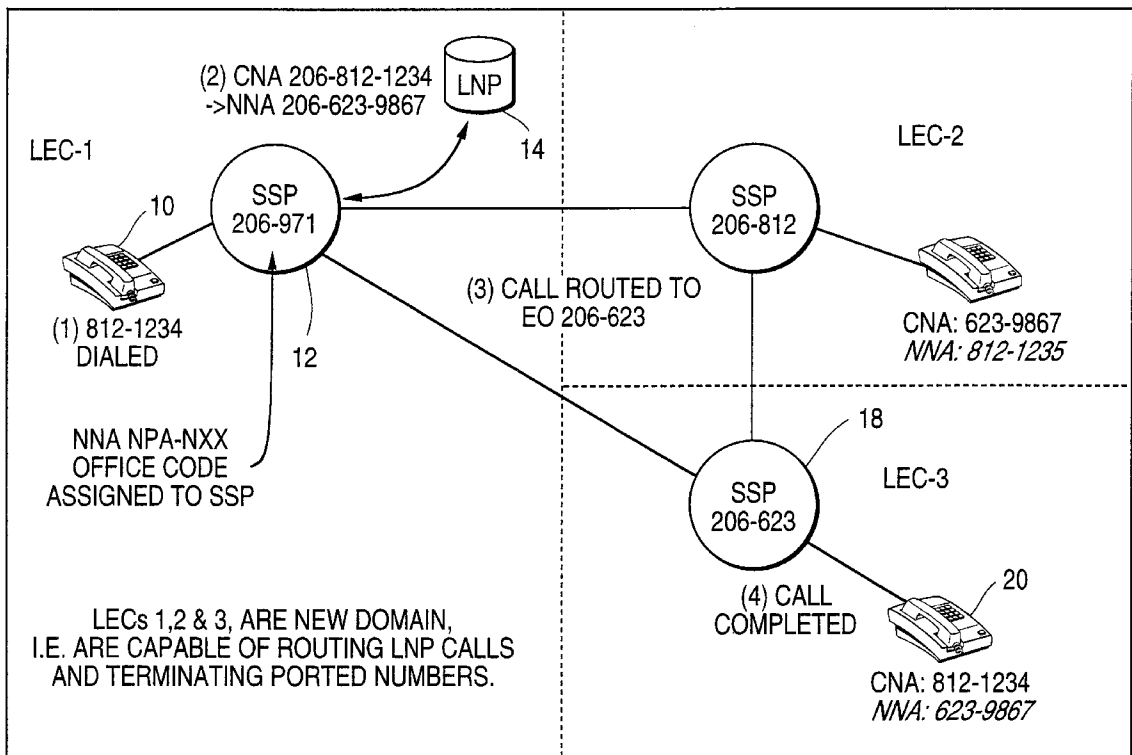 (2) CNA 206-812-1234
->NNA 206-623-9867
LNP
14
LEC-1
LEC-2
10
SSP
206-971
SSP
206-812
(1) 812-1234
DIALED
12
(3) CALL ROUTED TO
EO 206-623
CNA: 623-9867
NNA: 812-1235
NNA NPA-NXX
OFFICE CODE
ASSIGNED TO SSP
18
LEC-3
SSP
206-623
(4) CALL
COMPLETED
20
LECs 1,2 & 3, ARE NEW DOMAIN,
I.E. ARE CAPABLE OF ROUTING LNP CALLS
AND TERMINATING PORTED NUMBERS.
CNA: 812-1234
NNA: 623-9867